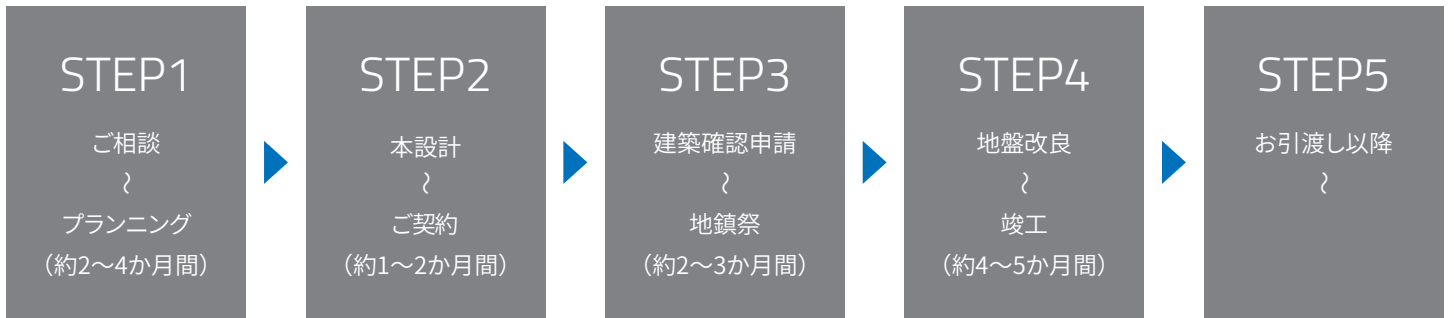 STEP1
ご相談
～
プランニング
（約2～4か月間）
STEP2
本設計
～
ご契約
（約1～2か月間）
STEP3
建築確認申請
～
地鎮祭
（約2～3か月間）
STEP4
地盤改良
～
竣工
（約4～5か月間）
STEP5
お引渡し以降
～